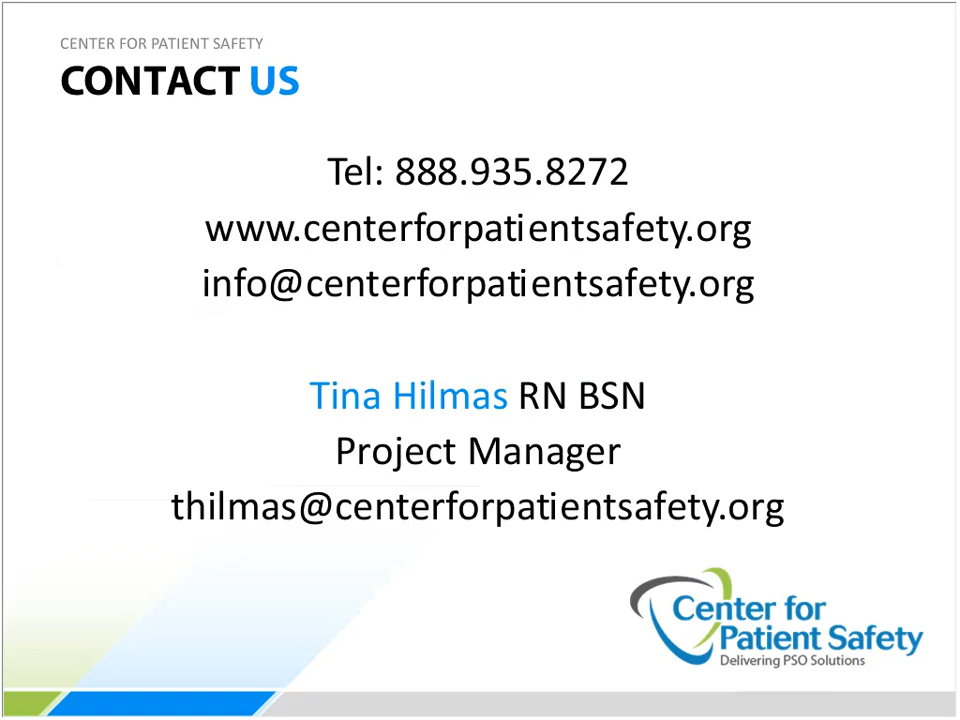 CENTER FOR PATIENT SAFETY
CONTACT US
Tel: 888.935.8272
www.centerforpatientsafety.org
info@centerforpatientsafety.org
Tina Hilmas RN BSN
Project Manager
thilmas@centerforpatientsafety.org
Center for
Patient Safety
Delivering PSO Solutions